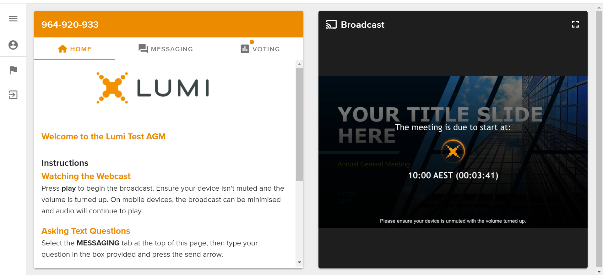 964-920-933
HOME
MESSAGING
VOTING
LUMI
Welcome to the Lumi Test AGM
Instructions
Watching the Webcast
Press play to begin the broadcast. Ensure your device isn't muted and the
volume is turned up. On mobile devices, the broadcast can be minimised
and audio will continue to play.
Asking Text Questions
Select the MESSAGING tab at the top of this page, then type your
question in the box provided and press the send arrow.
Broadcast
YOUR TITLE SLIDE
HERE
The meeting is due to start at:
Annual General Meeting
10:00 AEST (00:03:41)
Please ensure your device is unmuted with the volume turned up.